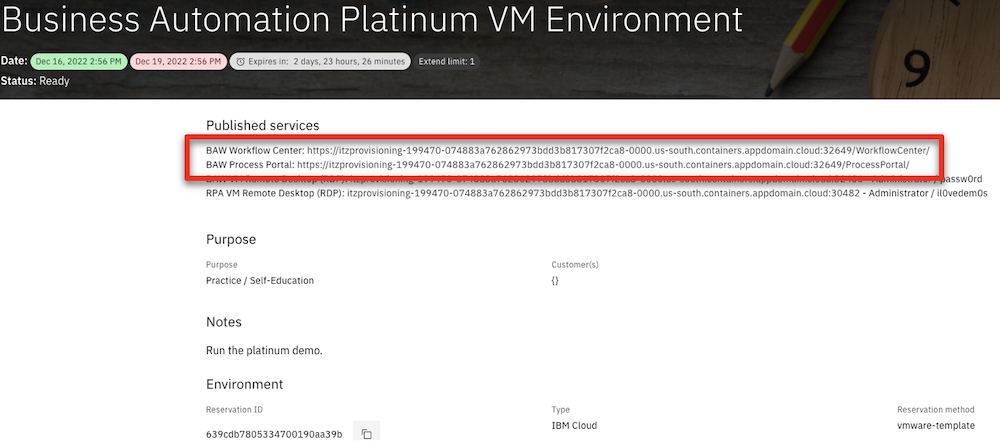 Business Automation Platinum VM Environment
Date: Dec 16, 2022 2:56 PM Dec 19, 2022 2:56 PM Expires in: 2 days, 23 hours, 26 minutes Extend limit: 1
Status: Ready
9
Published services
BAW Workflow Center: https://itzprovisioning-199470-074883a762862973bdd3b817307f2ca8-0000.us-south.containers.appdomain.cloud:32649/WorkflowCenter/
BAW Process Portal: https://itzprovisioning-199470-074883a762862973bdd3b817307f2ca8-0000.us-south.containers.appdomain.cloud:32649/ProcessPortal/
passw0rd
RPA VM Remote Desktop (RDP): itzprovisioning-199470-074883a762862973bdd3b817307f2ca8-0000.us-south.containers.appdomain.cloud:30482 - Administrator / il0vedem0s
Purpose
Purpose Customer(s)
Practice / Self-Education {}
Notes
Run the platinum demo.
Environment
Reservation ID Type Reservation method
639cdb7805334700190aa39b IBM Cloud vmware-template